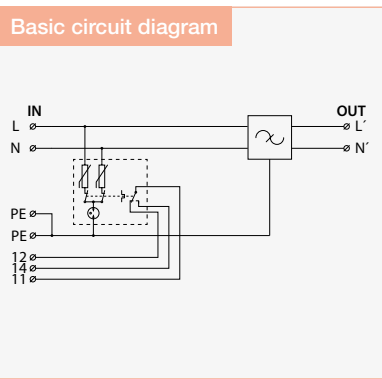 Basic circuit diagram
IN OUT
L L´
N N´
PE
PE
12
14
11